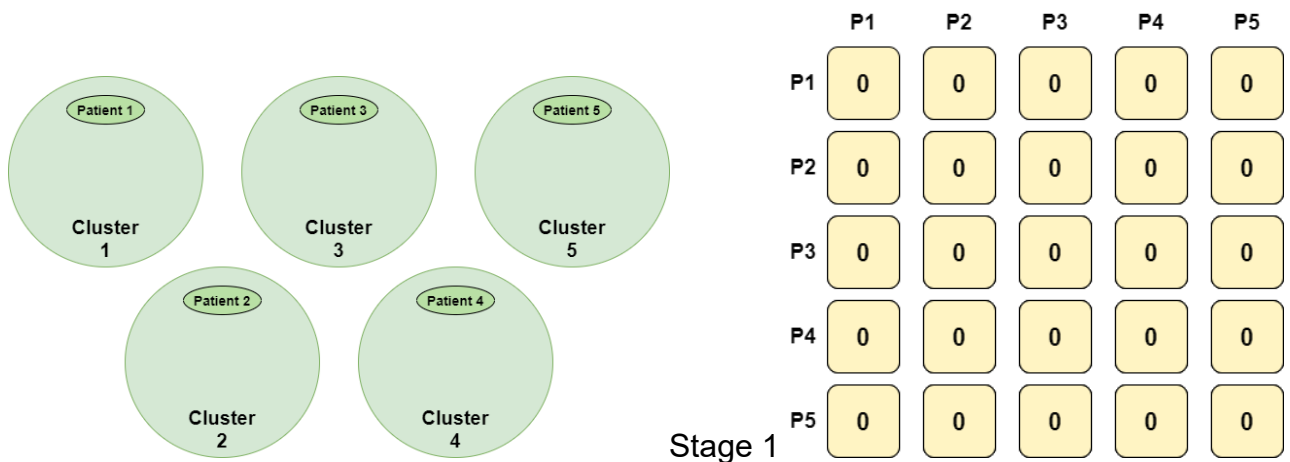 P1 P2 P3 P4 P5
Patient 1 Patient 3 Patient 5
P1 0 0 0 0 0
P2 0 0 0 0 0
Cluster Cluster Cluster
1 3 5
P3 0 0 0 0 0
Patient 2 Patient 4
P4 0 0 0 0 0
Cluster Cluster
2 4
P5 0 0 0 0 0
Stage 1